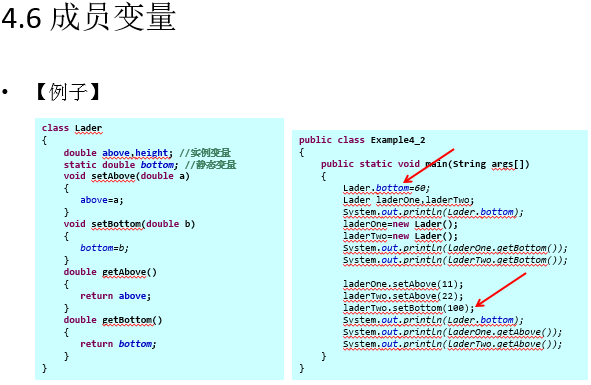 4.6 成员变量
• 【例子】
class Lader
{
double above,height; //实例变量
static double bottom; //静态变量
void setAbove(double a)
{
above=a;
}
void setBottom(double b)
{
bottom=b;
}
double getAbove()
{
return above;
}
double getBottom()
{
return bottom;
}
}
public class Example4_2
{
public static void main(String args[])
{
Lader.bottom=60;
Lader laderOne,laderTwo;
System.out.println(Lader.bottom);
laderOne=new Lader();
laderTwo=new Lader();
System.out.println(laderOne.getBottom());
System.out.println(laderTwo.getBottom());
laderOne.setAbove(11);
laderTwo.setAbove(22);
laderTwo.setBottom(100);
System.out.println(Lader.bottom);
System.out.println(laderOne.getAbove());
System.out.println(laderTwo.getAbove());
}
}